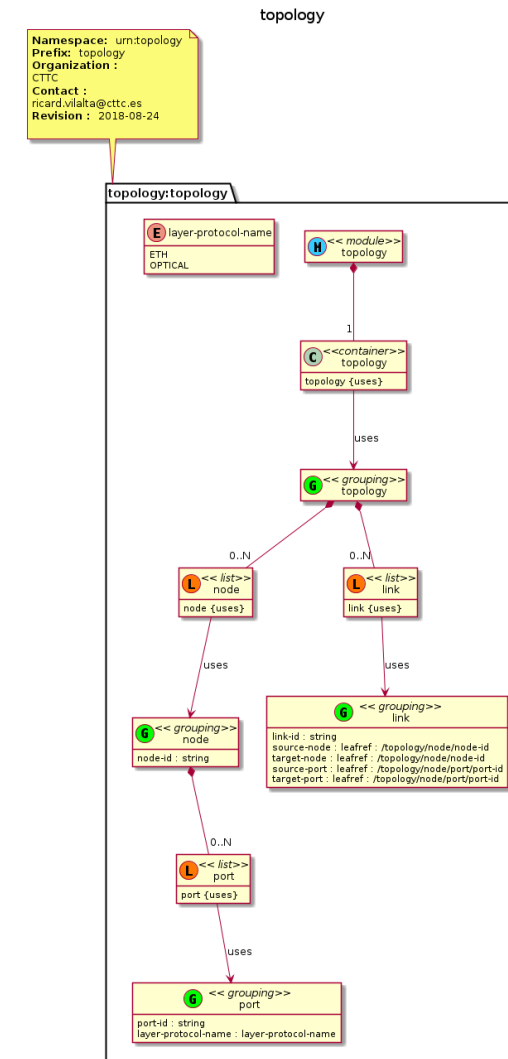 topology
Namespace: urn:topology
Prefix: topology
Organization :
CTTC
Contact :
ricard.vilalta@cttc.es
Revision : 2018-08-24
topology:topology
E layer-protocol-name
ETH
OPTICAL
M << module>>
topology
1
C <<container>>
topology
topology {uses}
uses
G << grouping>>
topology
0..N
0..N
L << list>>
node
node {uses}
L << list>>
link
link {uses}
uses
uses
G << grouping>>
node
node-id : string
G << grouping>>
link
link-id : string
source-node : leafref : /topology/node/node-id
target-node : leafref : /topology/node/node-id
source-port : leafref : /topology/node/port/port-id
target-port : leafref : /topology/node/port/port-id
0..N
L << list>>
port
port {uses}
uses
G << grouping>>
port
port-id : string
layer-protocol-name : layer-protocol-name